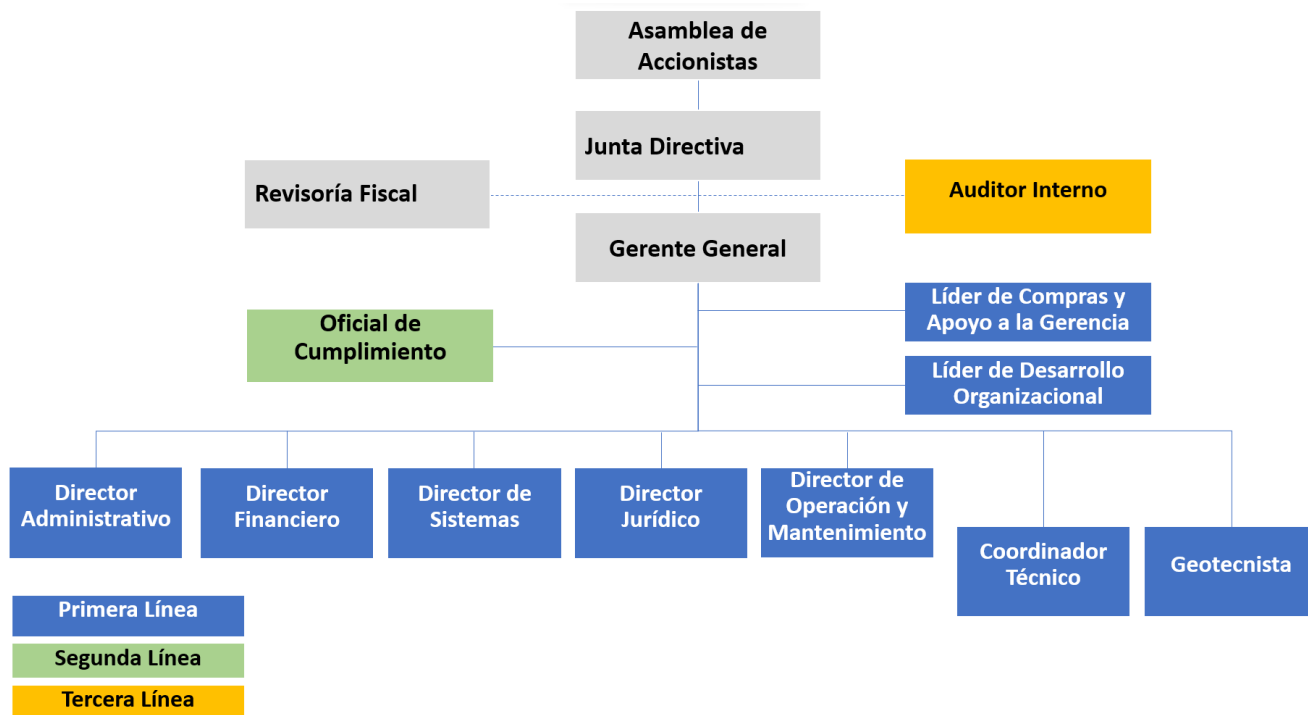 Asamblea de
Accionistas
Junta Directiva
Revisoría Fiscal
Auditor Interno
Gerente General
Líder de Compras y
Apoyo a la Gerencia
Oficial de
Cumplimiento
Líder de Desarrollo
Organizacional
Director
Administrativo
Director
Financiero
Director de
Sistemas
Director
Jurídico
Director de
Operación y
Mantenimiento
Coordinador
Técnico
Geotecnista
Primera Línea
Segunda Línea
Tercera Línea